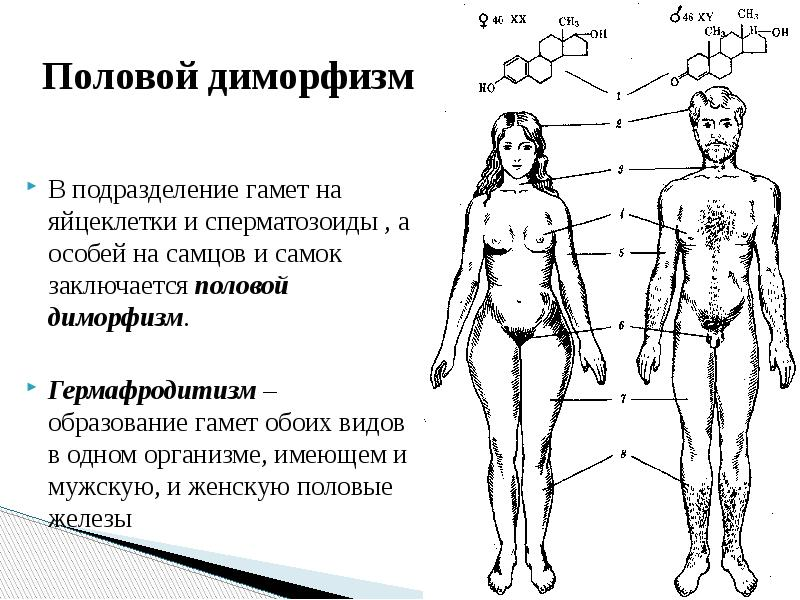 Половой диморфизм
В подразделение гамет на
яйцеклетки и сперматозоиды , а
особей на самцов и самок
заключается половой
диморфизм.
Гермафродитизм –
образование гамет обоих видов
в одном организме, имеющем и
мужскую, и женскую половые
железы
♀ 46 XX
CH₃
OH
HO
♂ 46 XY
CH₃
CH₃
H
OH
O
1
2
3
4
5
6
7
8